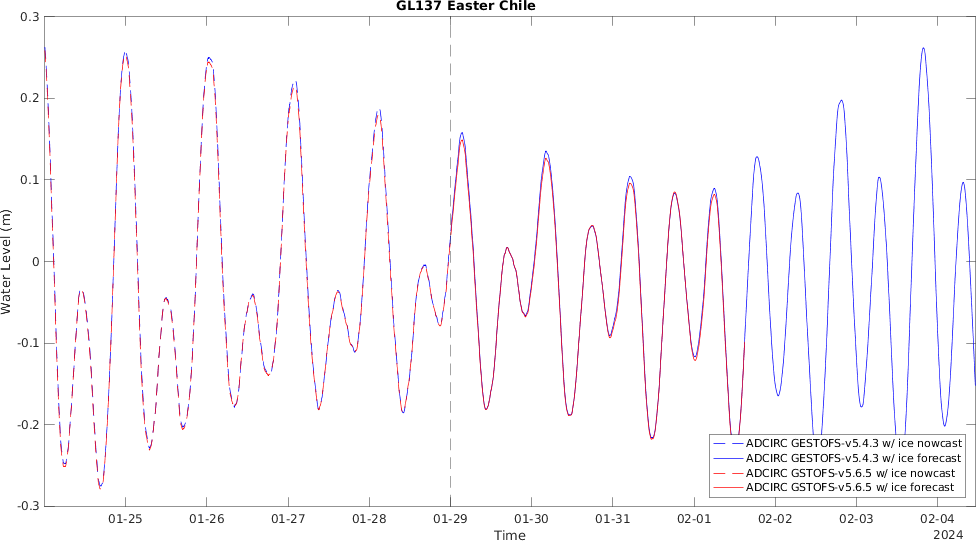 GL137 Easter Chile
0.3
0.2
0.1
0
-0.1
-0.2
-0.3
Water Level (m)
ADCIRC GESTOFS-v5.4.3 w/ ice nowcast
ADCIRC GESTOFS-v5.4.3 w/ ice forecast
ADCIRC GSTOFS-v5.6.5 w/ ice nowcast
ADCIRC GSTOFS-v5.6.5 w/ ice forecast
01-25 01-26 01-27 01-28 01-29 01-30 01-31 02-01 02-02 02-03 02-04
Time
2024